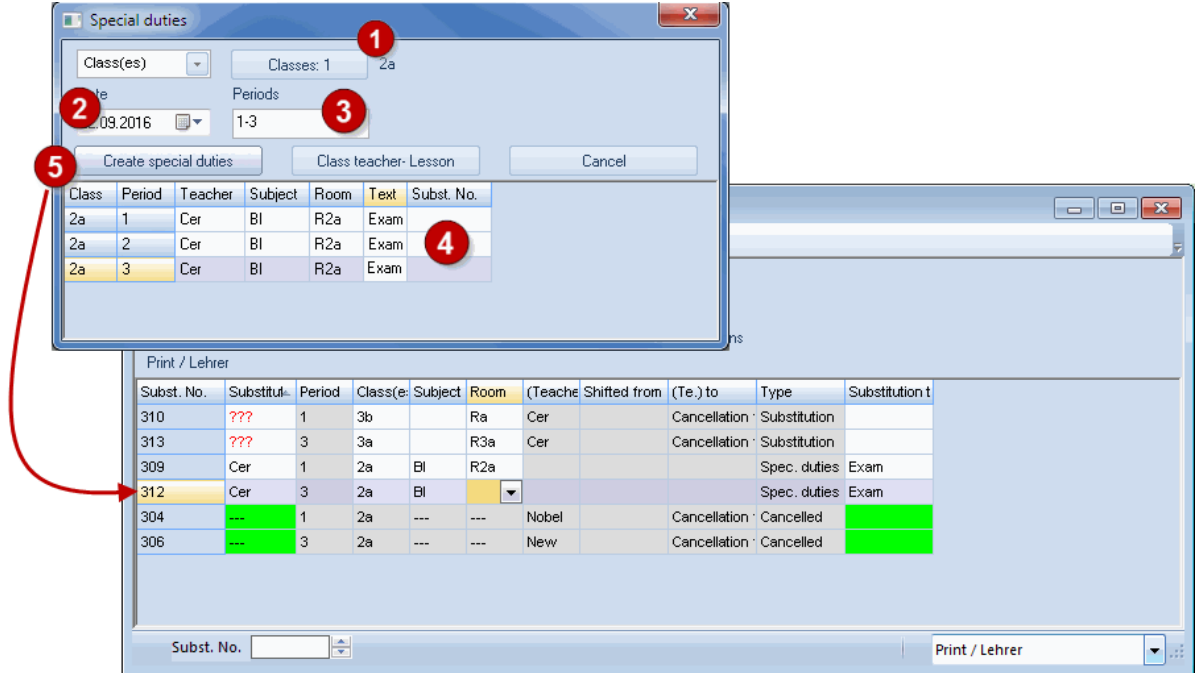 Special duties
1
Class(es) Classes: 1 2a
2
Periods
.09.2016 1-3 3
5
Create special duties Class teacher- Lesson Cancel
Class Period Teacher Subject Room Text Subst. No.
2a 1 Cer BI R2a Exam
2a 2 Cer BI R2a Exam
4
2a 3 Cer BI R2a Exam
ns
Print / Lehrer
Subst. No. Substitut Period Class(e: Subject Room (Teache Shifted from (Te.) to Type Substitution t
310 ??? 1 3b Ra Cer Cancellation Substitution
313 ??? 3 3a R3a Cer Cancellation Substitution
309 Cer 1 2a BI R2a Spec. duties Exam
312 Cer 3 2a BI Spec. duties Exam
304 --- 1 2a --- --- Nobel Cancellation Cancelled
306 --- 3 2a --- --- New Cancellation Cancelled
Subst. No. Print / Lehrer